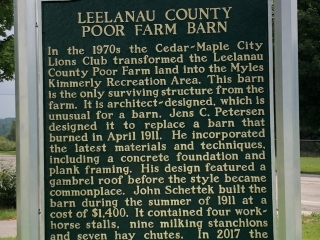 LEELANAU COUNTY
POOR FARM BARN
In the 1970s the Cedar-Maple City
Lions Club transformed the Leelanau
County Poor Farm land into the Myles
Kimmerly Recreation Area. This barn
is the only surviving structure from the
farm. It is architect-designed, which is
unusual for a barn. Jens C. Petersen
designed it to replace a barn that
burned in April 1911. He incorporated
the latest materials and techniques,
including a concrete foundation and
plank framing. His design featured a
gambrel roof before the style became
commonplace. John Schettek built the
barn during the summer of 1911 at a
cost of $1,400. It contained four work-
horse stalls, nine milking stanchions
and seven hay chutes. In 2017 the